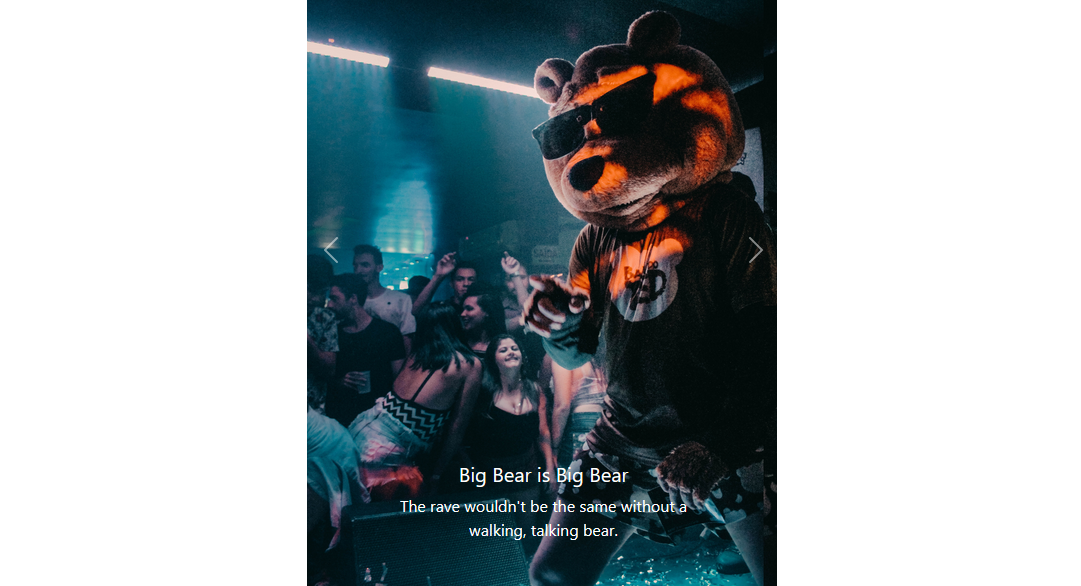 Big Bear is Big Bear
The rave wouldn't be the same without a
walking, talking bear.